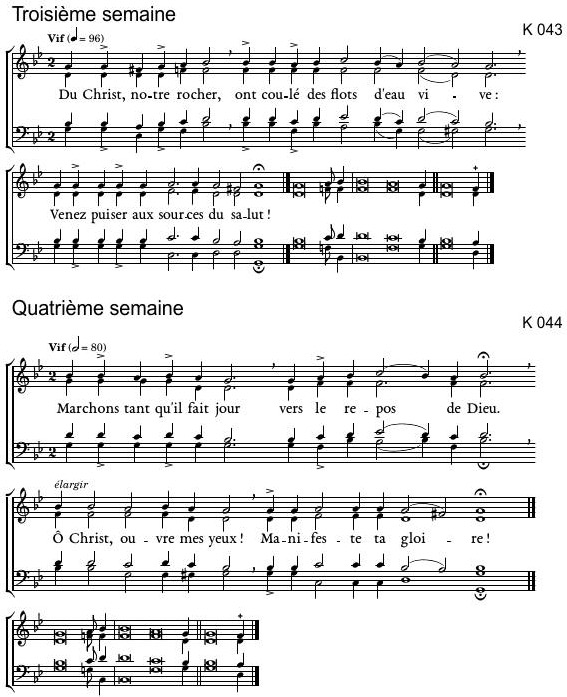 Troisième semaine
K 043
Vif (♩ = 96)
Du Christ, no-tre rocher, ont cou-lé des flots d'eau vi - ve :
Venez puiser aux sour-ces du sa-lut !
Quatrième semaine
K 044
Vif (𝅗𝅥 = 80)
Marchons tant qu'il fait jour vers le re - pos de Dieu.
élargir
Ô Christ, ou - vre mes yeux ! Ma-ni-fes - te ta gloi - re !